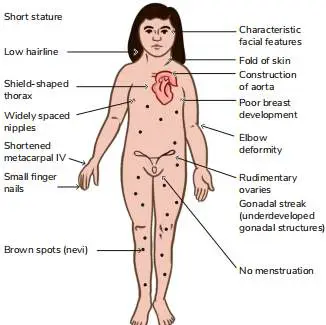 Short stature
Low hairline
Shield-shaped
thorax
Widely spaced
nipples
Shortened
metacarpal IV
Small finger
nails
Brown spots (nevi)
Characteristic
facial features
Fold of skin
Construction
of aorta
Poor breast
development
Elbow
deformity
Rudimentary
ovaries
Gonadal streak
(underdeveloped
gonadal structures)
No menstruation